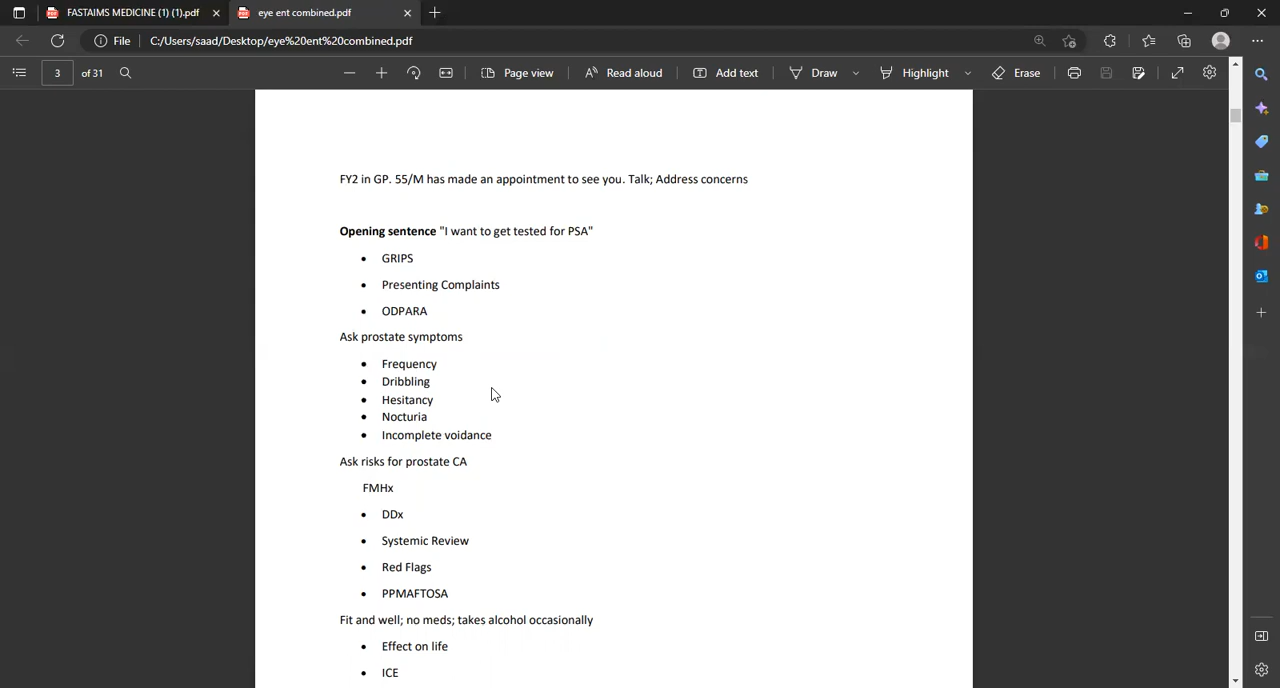 FASTAIMS MEDICINE (1) (1).pdf
eye ent combined.pdf
File
C:/Users/saad/Desktop/eye%20ent%20combined.pdf
3 of 31
Page view
Read aloud
Add text
Draw
Highlight
Erase
FY2 in GP. 55/M has made an appointment to see you. Talk; Address concerns
Opening sentence "I want to get tested for PSA"
• GRIPS
• Presenting Complaints
• ODPARA
Ask prostate symptoms
• Frequency
• Dribbling
• Hesitancy
• Nocturia
• Incomplete voidance
Ask risks for prostate CA
FMHx
• DDx
• Systemic Review
• Red Flags
• PPMAFTOSA
Fit and well; no meds; takes alcohol occasionally
• Effect on life
• ICE